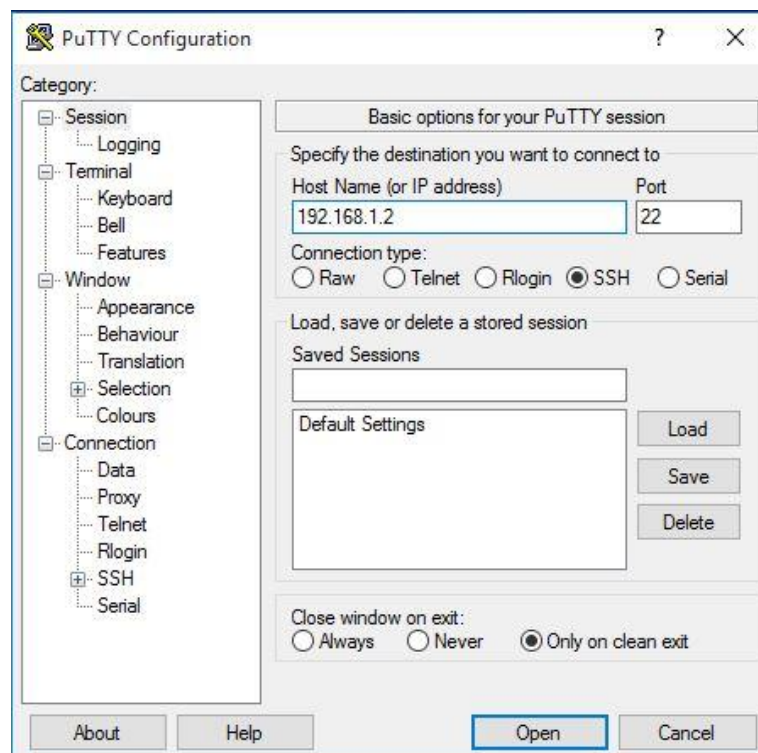 PuTTY Configuration
?
Category:
Session
Logging
Terminal
Keyboard
Bell
Features
Window
Appearance
Behaviour
Translation
Selection
Colours
Connection
Data
Proxy
Telnet
Rlogin
SSH
Serial
Basic options for your PuTTY session
Specify the destination you want to connect to
Host Name (or IP address) Port
192.168.1.2 22
Connection type:
Raw Telnet Rlogin SSH Serial
Load, save or delete a stored session
Saved Sessions
Default Settings
Load
Save
Delete
Close window on exit:
Always Never Only on clean exit
About Help Open Cancel